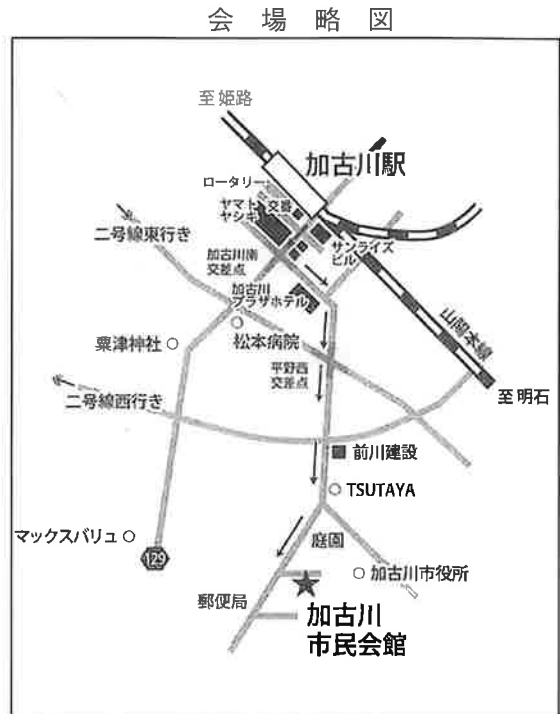 会場略図
至 姫路
加古川駅
ロータリー
ヤマト
ヤシキ
交番
二号線東行き
加古川南
交差点
サンライズ
ビル
加古川
プラザホテル
山陽本線
粟津神社
松本病院
平野西
交差点
至 明石
二号線西行き
前川建設
TSUTAYA
マックスバリュ
129
庭園
加古川市役所
郵便局
加古川
市民会館